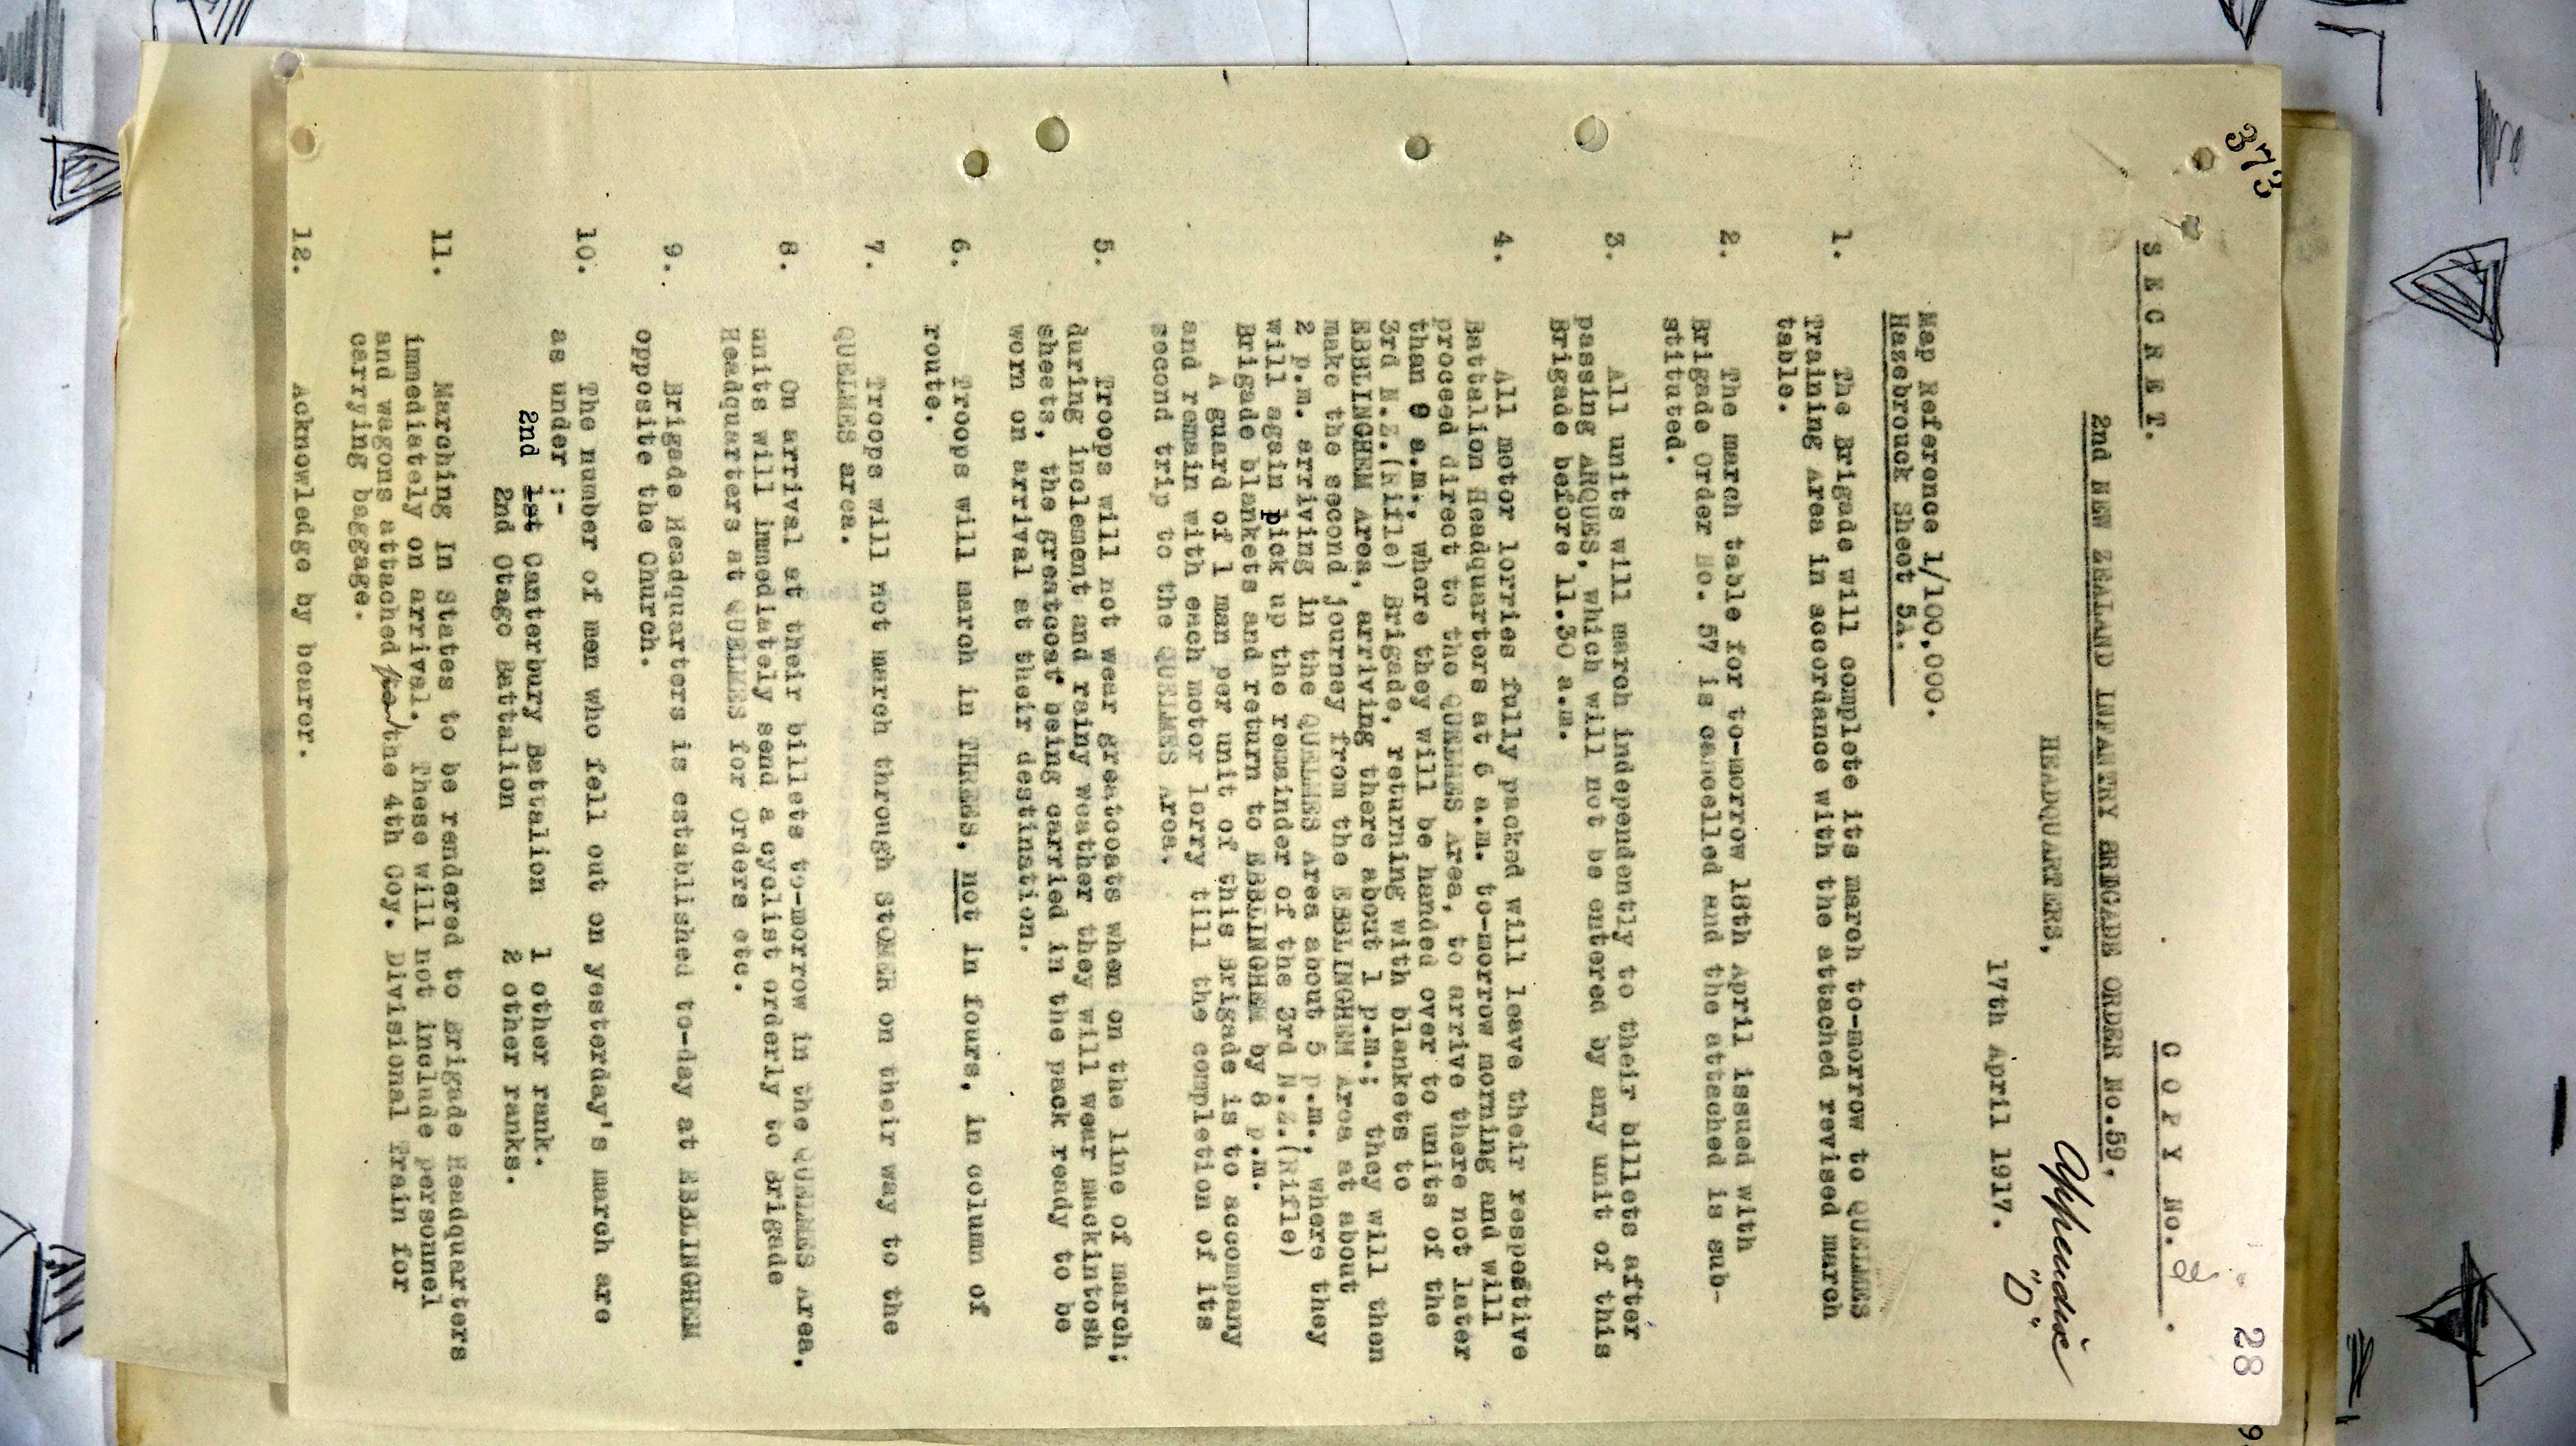 373
28
S E C R E T.
C O P Y No. 2.
2nd NEW ZEALAND INFANTRY BRIGADE ORDER No.59.
Appendix
"D"
HEADQUARTERS,
17th April 1917.
Map Reference 1/100,000.
Hazebrouck Sheet 5A.
1. The Brigade will complete its march to-morrow to QUELMES
Training Area in accordance with the attached revised march
table.
2. The march table for to-morrow 18th April issued with
Brigade Order No. 57 is cancelled and the attached is sub-
stituted.
3. All units will march independently to their billets after
passing ARQUES, which will not be entered by any unit of this
Brigade before 11.30 a.m.
4. All motor lorries fully packed will leave their respective
Battalion Headquarters at 6 a.m. to-morrow morning and will
proceed direct to the QUELMES Area, to arrive there not later
than 9 a.m., where they will be handed over to units of the
3rd N.Z.(Rifle) Brigade, returning with blankets to
EBBLINGHEM Area, arriving there about 1 p.m.; they will then
make the second journey from the EBBLINGHEM Area at about
2 p.m. arriving in the QUELMES Area about 5 p.m., where they
will again pick up the remainder of the 3rd N.Z.(Rifle)
Brigade blankets and return to EBBLINGHEM by 8 p.m.
A guard of 1 man per unit of this Brigade is to accompany
and remain with each motor lorry till the completion of its
second trip to the QUELMES Area.
5. Troops will not wear greatcoats when on the line of march;
during inclement and rainy weather they will wear mackintosh
sheets, the greatcoat being carried in the pack ready to be
worn on arrival at their destination.
6. Troops will march in THREES, not in fours, in column of
route.
7. Troops will not march through StOMER on their way to the
QUELMES area.
8. On arrival at their billets to-morrow in the QUELMES Area,
units will immediately send a cyclist orderly to Brigade
Headquarters at QUELMES for Orders etc.
9. Brigade Headquarters is established to-day at EBBLINGHEM
opposite the Church.
10. The number of men who fell out on yesterday's march are
as under :-
2nd 1st Canterbury Battalion 1 other rank.
2nd Otago Battalion 2 other ranks.
11. Marching In States to be rendered to Brigade Headquarters
immediately on arrival. These will not include personnel
and wagons attached the 4th Coy. Divisional Train for
carrying baggage.
12. Acknowledge by bearer.